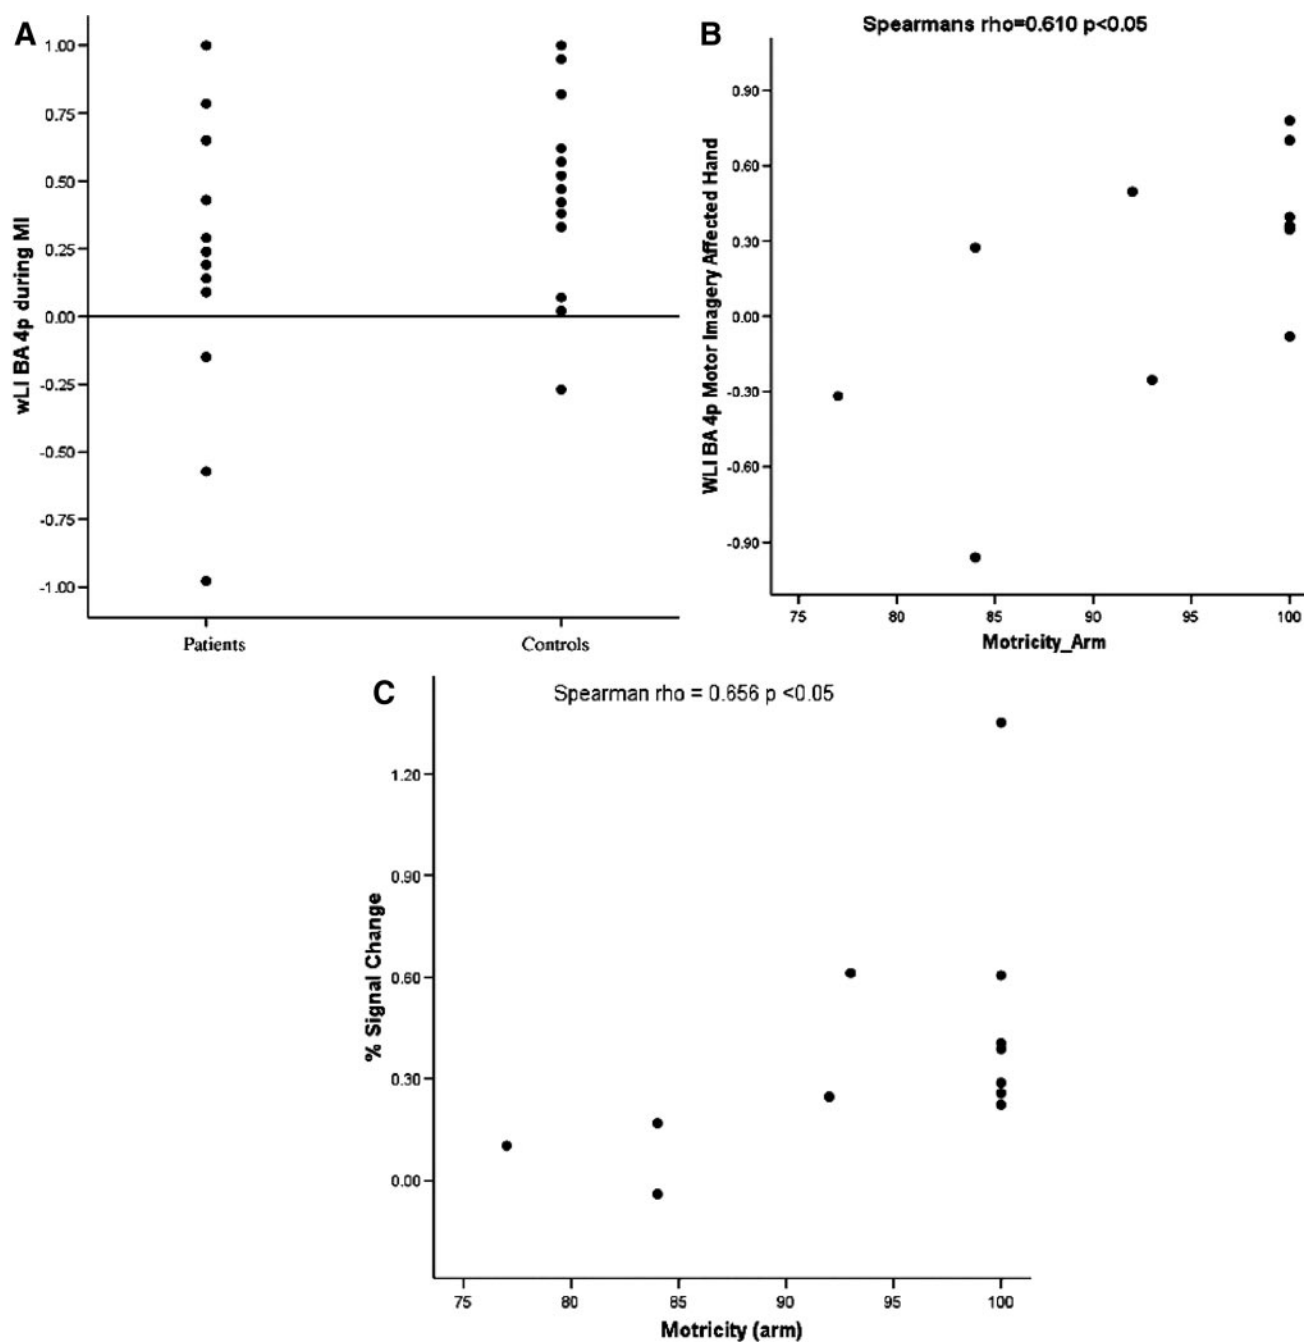 A
wLI BA 4p during MI
1.00
0.75
0.50
0.25
0.00
-0.25
-0.50
-0.75
-1.00
Patients
Controls
B
Spearmans rho=0.610 p<0.05
WLI BA 4p Motor Imagery Affected Hand
0.90
0.60
0.30
0.00
-0.30
-0.60
-0.90
75
80
85
90
95
100
Motricity_Arm
C
Spearman rho = 0.656 p <0.05
% Signal Change
1.20
0.90
0.60
0.30
0.00
75
80
85
90
95
100
Motricity (arm)